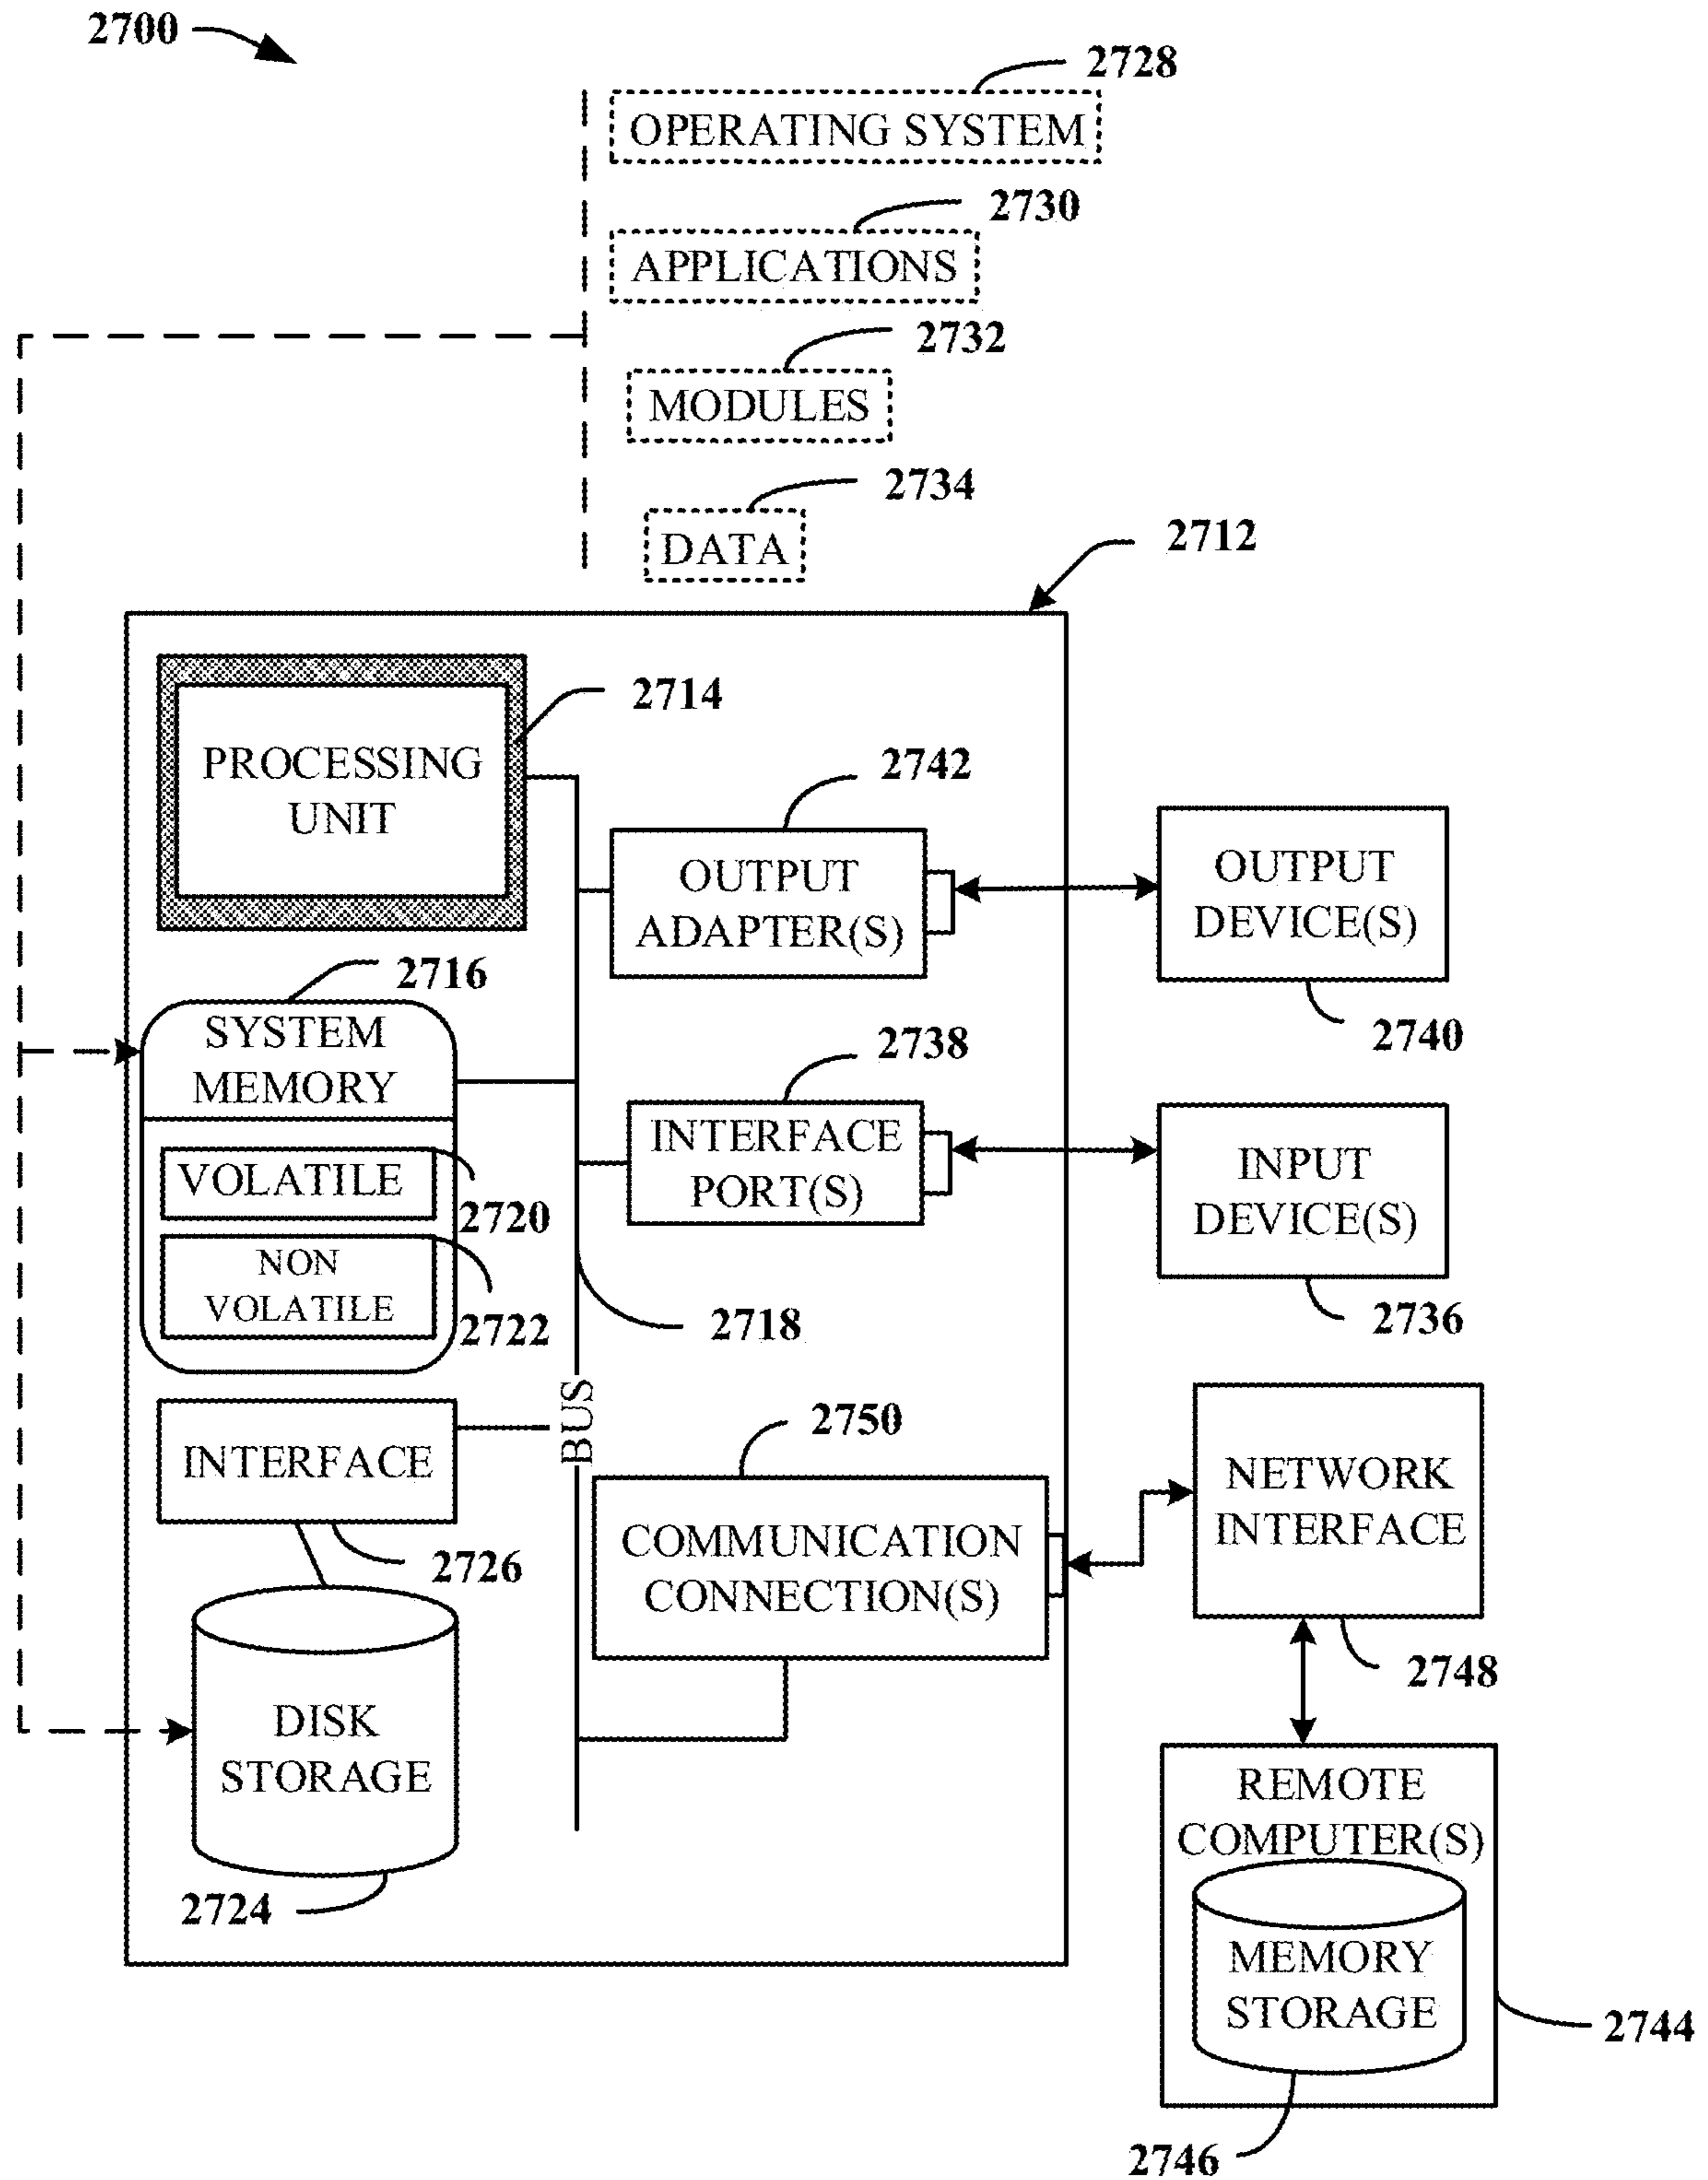 2700
2728
OPERATING SYSTEM
2730
APPLICATIONS
2732
MODULES
2734
DATA
2712
2714
PROCESSING
UNIT
2742
OUTPUT
ADAPTER(S)
OUTPUT
DEVICE(S)
2740
2716
SYSTEM
MEMORY
VOLATILE
2720
NON
VOLATILE
2722
2738
INTERFACE
PORT(S)
INPUT
DEVICE(S)
2736
2718
BUS
INTERFACE
2726
2750
COMMUNICATION
CONNECTION(S)
NETWORK
INTERFACE
2748
DISK
STORAGE
2724
REMOTE
COMPUTER(S)
MEMORY
STORAGE
2744
2746